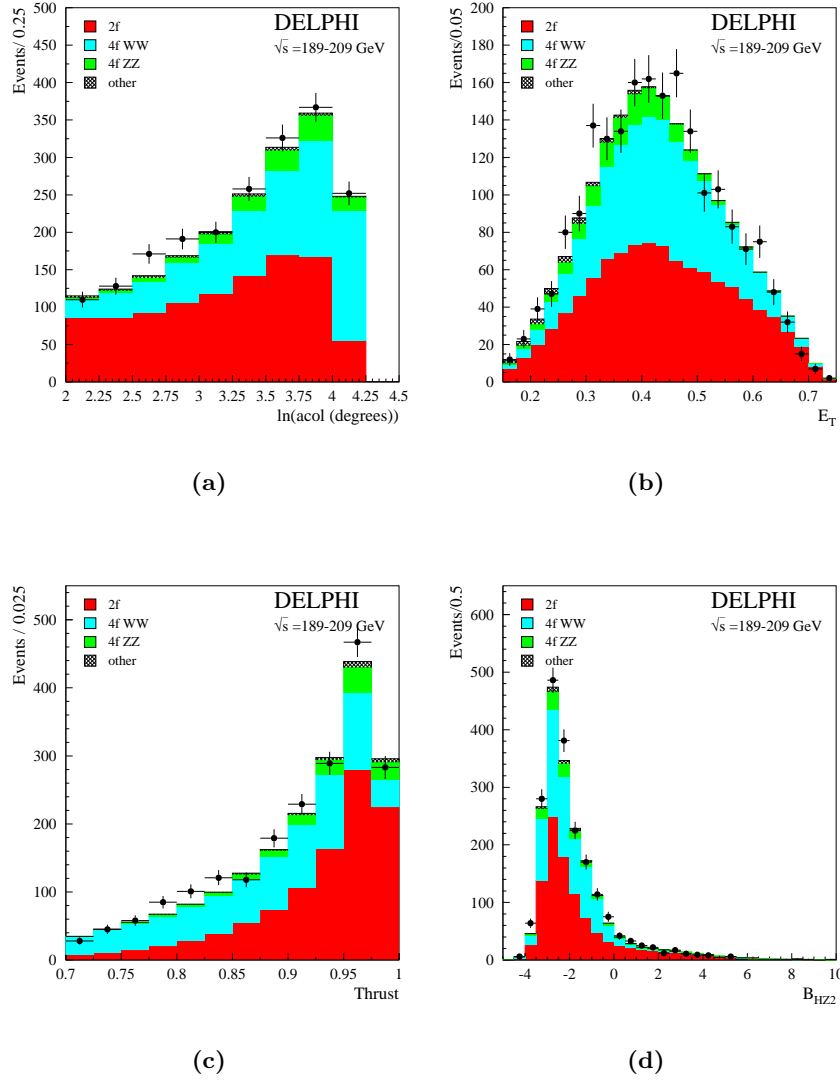 Events/ 0.25
500
450
400
350
300
250
200
150
100
50
0
DELPHI
√s =189-209 GeV
2f
4f WW
4f ZZ
other
2 2.25 2.5 2.75 3 3.25 3.5 3.75 4 4.25 4.5
ln(acol (degrees))
(a)
Events/0.05
200
180
160
140
120
100
80
60
40
20
0
DELPHI
√s =189-209 GeV
2f
4f WW
4f ZZ
other
0.2 0.3 0.4 0.5 0.6 0.7
E_T
(b)
Events / 0.025
500
400
300
200
100
0
DELPHI
√s =189-209 GeV
2f
4f WW
4f ZZ
other
0.7 0.75 0.8 0.85 0.9 0.95 1
Thrust
(c)
Events/0.5
600
500
400
300
200
100
0
DELPHI
√s =189-209 GeV
2f
4f WW
4f ZZ
other
-4 -2 0 2 4 6 8 10
B_HZ2
(d)